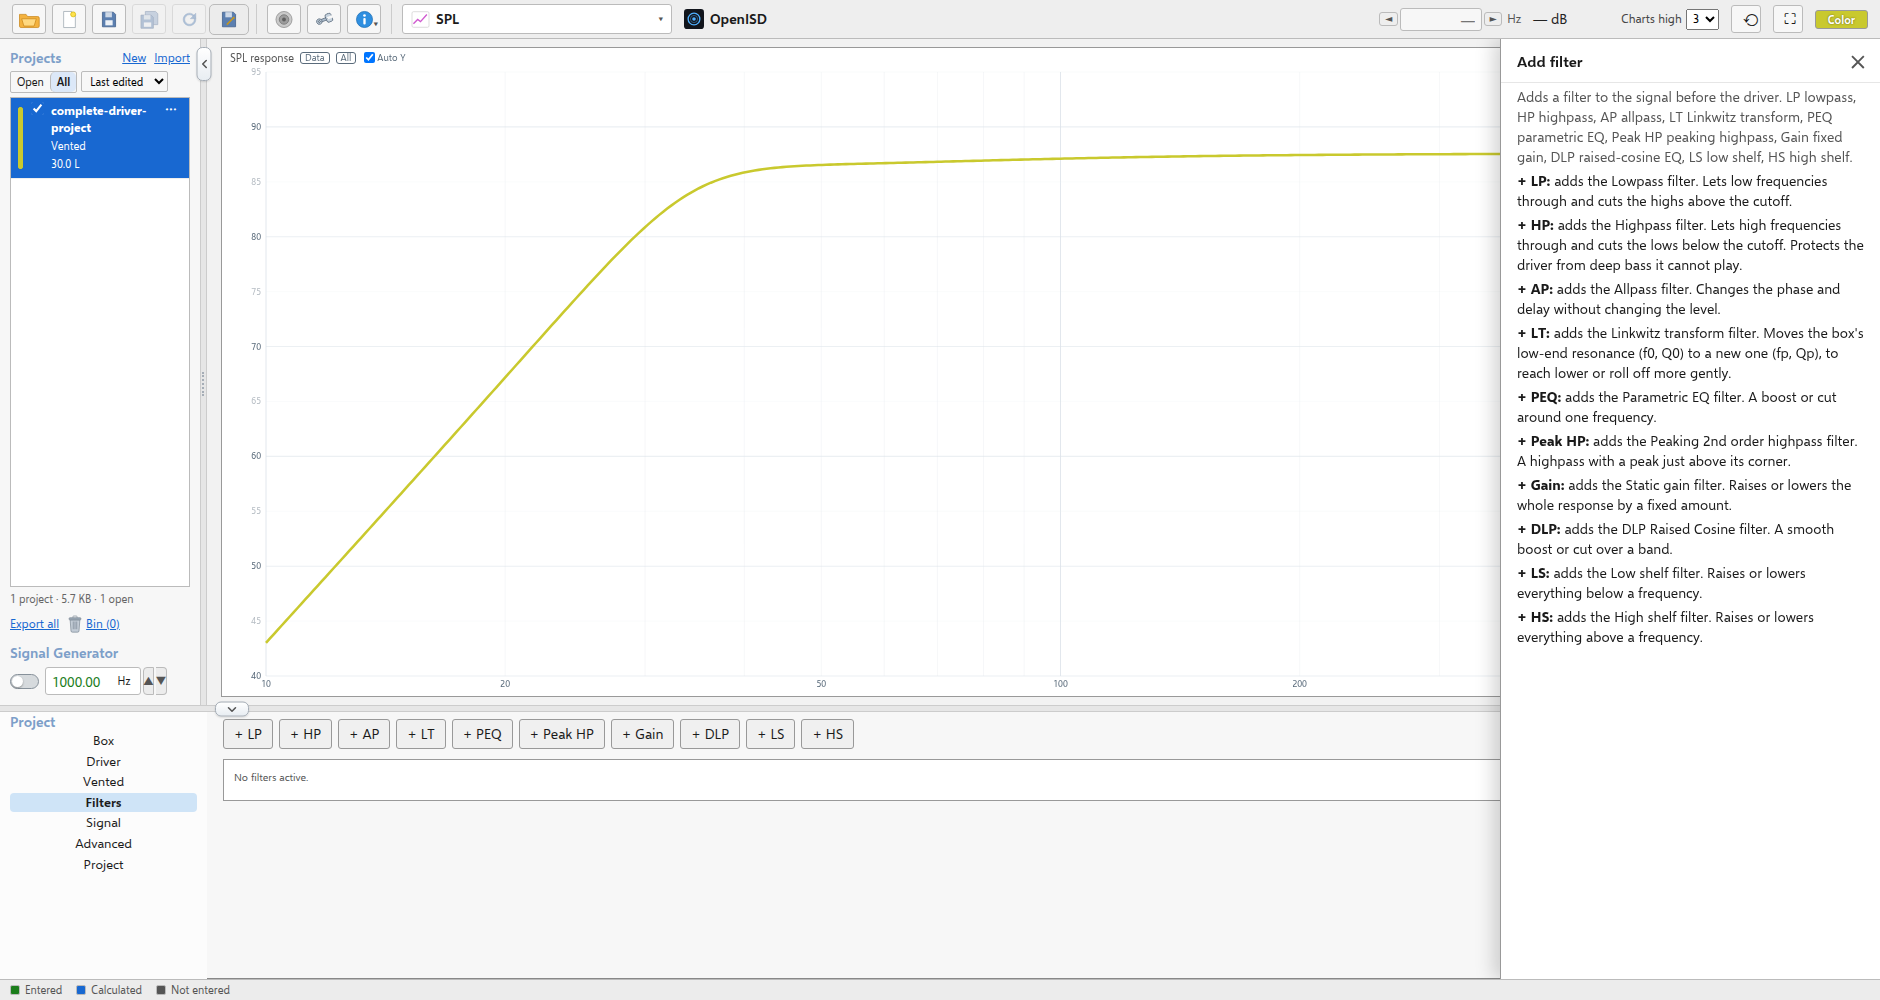 SPL
OpenISD
—
Hz
— dB
Charts high
3
Color
Projects
New
Import
Open
All
Last edited
complete-driver-
project
Vented
30.0 L
1 project · 5.7 KB · 1 open
Export all
Bin (0)
Signal Generator
1000.00
Hz
SPL response
Data
All
Auto Y
95
90
85
80
75
70
65
60
55
50
45
40
10
20
50
100
200
Add filter
Adds a filter to the signal before the driver. LP lowpass,
HP highpass, AP allpass, LT Linkwitz transform, PEQ
parametric EQ, Peak HP peaking highpass, Gain fixed
gain, DLP raised-cosine EQ, LS low shelf, HS high shelf.
+ LP: adds the Lowpass filter. Lets low frequencies
through and cuts the highs above the cutoff.
+ HP: adds the Highpass filter. Lets high frequencies
through and cuts the lows below the cutoff. Protects the
driver from deep bass it cannot play.
+ AP: adds the Allpass filter. Changes the phase and
delay without changing the level.
+ LT: adds the Linkwitz transform filter. Moves the box's
low-end resonance (f0, Q0) to a new one (fp, Qp), to
reach lower or roll off more gently.
+ PEQ: adds the Parametric EQ filter. A boost or cut
around one frequency.
+ Peak HP: adds the Peaking 2nd order highpass filter.
A highpass with a peak just above its corner.
+ Gain: adds the Static gain filter. Raises or lowers the
whole response by a fixed amount.
+ DLP: adds the DLP Raised Cosine filter. A smooth
boost or cut over a band.
+ LS: adds the Low shelf filter. Raises or lowers
everything below a frequency.
+ HS: adds the High shelf filter. Raises or lowers
everything above a frequency.
Project
Box
Driver
Vented
Filters
Signal
Advanced
Project
+ LP
+ HP
+ AP
+ LT
+ PEQ
+ Peak HP
+ Gain
+ DLP
+ LS
+ HS
No filters active.
Entered
Calculated
Not entered